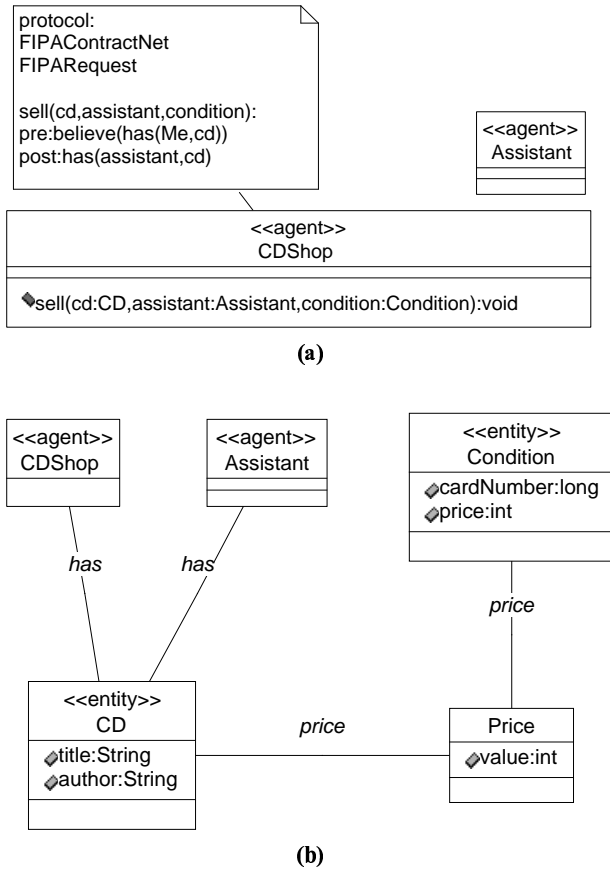 protocol:
FIPAContractNet
FIPARequest
sell(cd,assistant,condition):
pre:believe(has(Me,cd))
post:has(assistant,cd)
<<agent>>
Assistant
<<agent>>
CDShop
sell(cd:CD,assistant:Assistant,condition:Condition):void
(a)
<<agent>>
CDShop
<<agent>>
Assistant
<<entity>>
Condition
cardNumber:long
price:int
has
has
price
<<entity>>
CD
title:String
author:String
price
Price
value:int
(b)